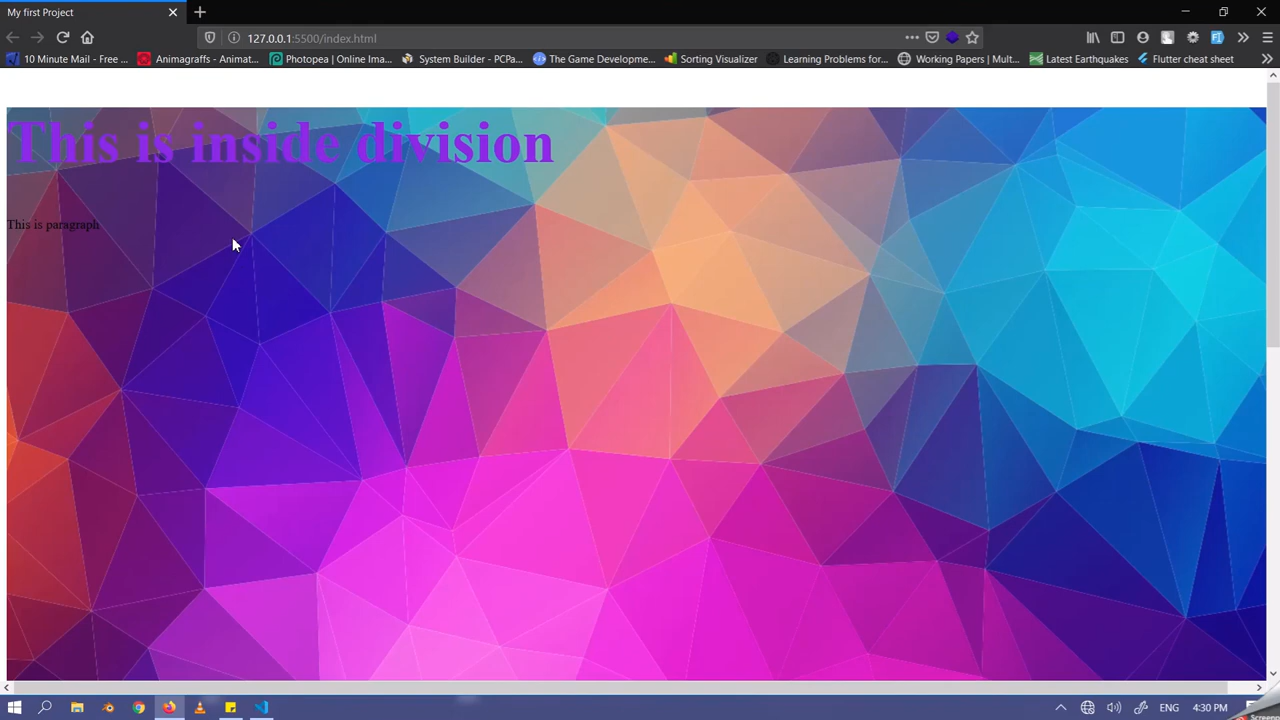 My first Project
127.0.0.1:5500/index.html
10 Minute Mail - Free ...
Animagraffs - Animat...
Photopea | Online Ima...
System Builder - PCPa...
The Game Developme...
Sorting Visualizer
Learning Problems for...
Working Papers | Mult...
Latest Earthquakes
Flutter cheat sheet
This is inside division
This is paragraph
ENG
4:30 PM